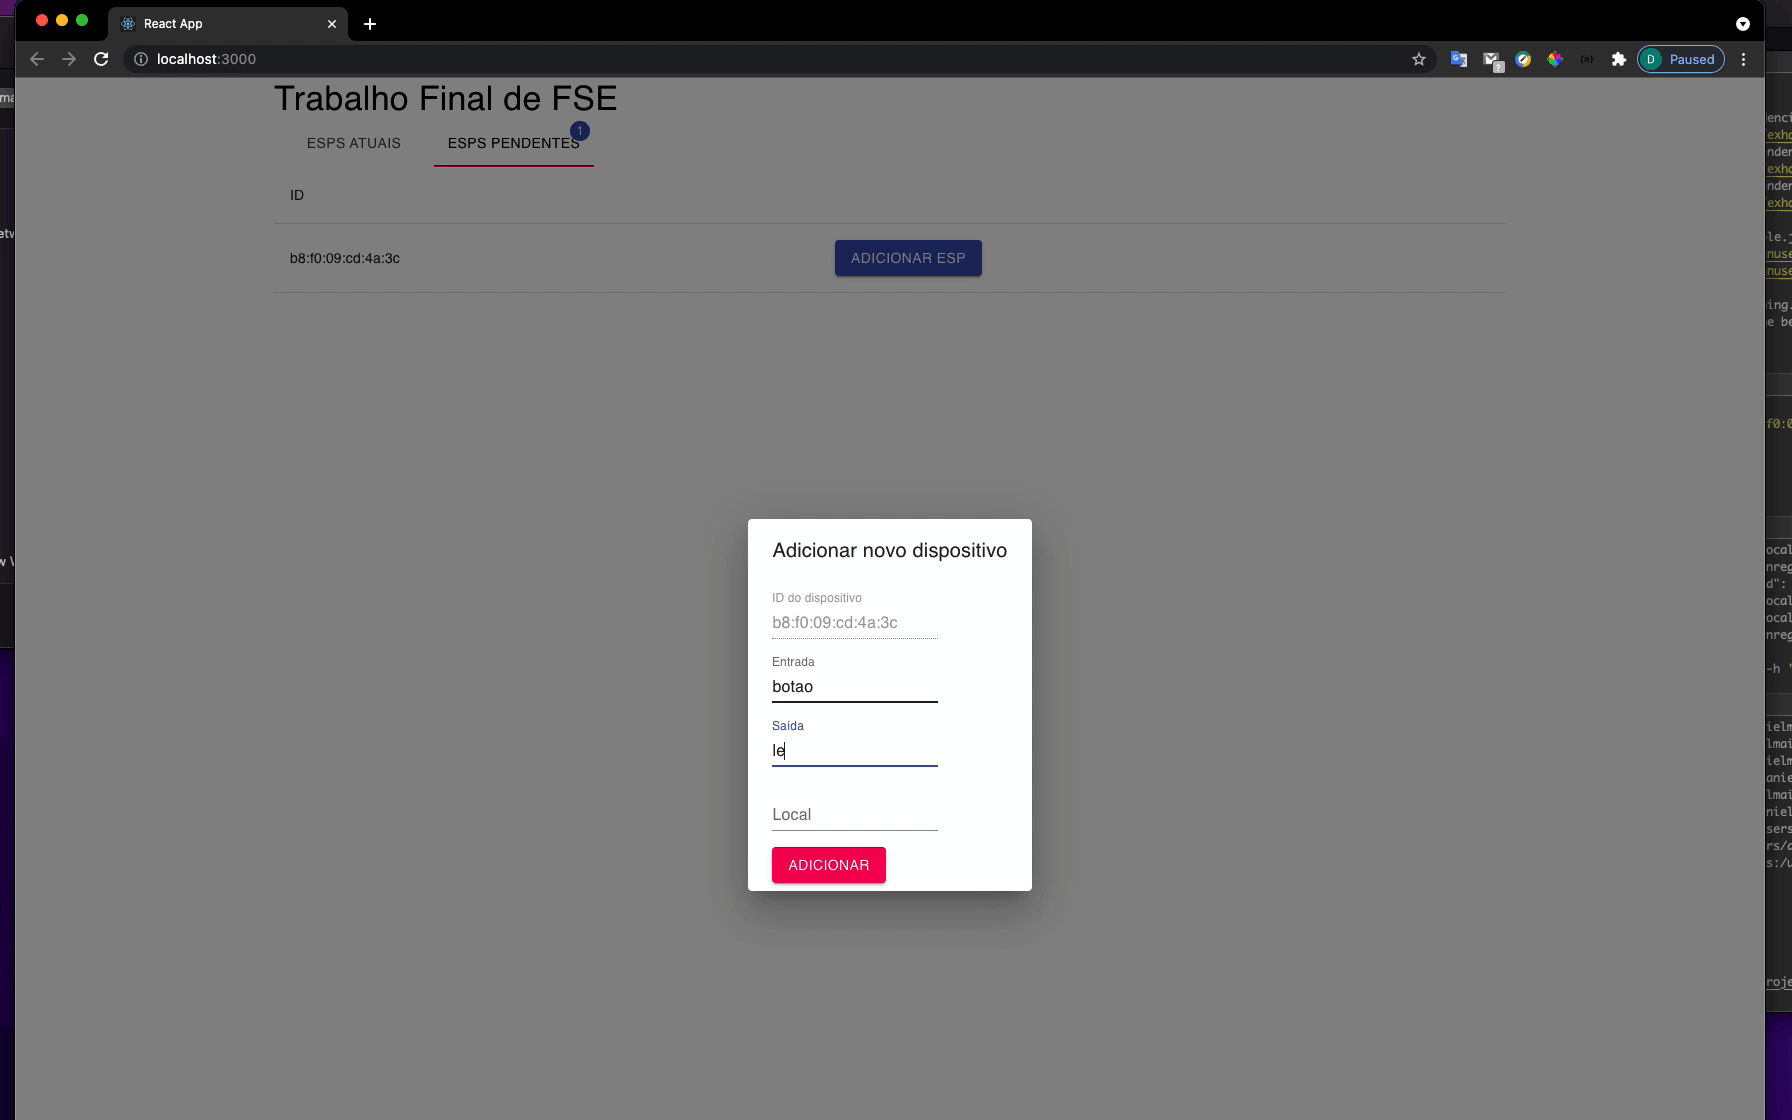 React App
localhost:3000
D Paused
Trabalho Final de FSE
ESPS ATUAIS
ESPS PENDENTES
1
ID
b8:f0:09:cd:4a:3c
ADICIONAR ESP
Adicionar novo dispositivo
ID do dispositivo
b8:f0:09:cd:4a:3c
Entrada
botao
Saída
le
Local
ADICIONAR